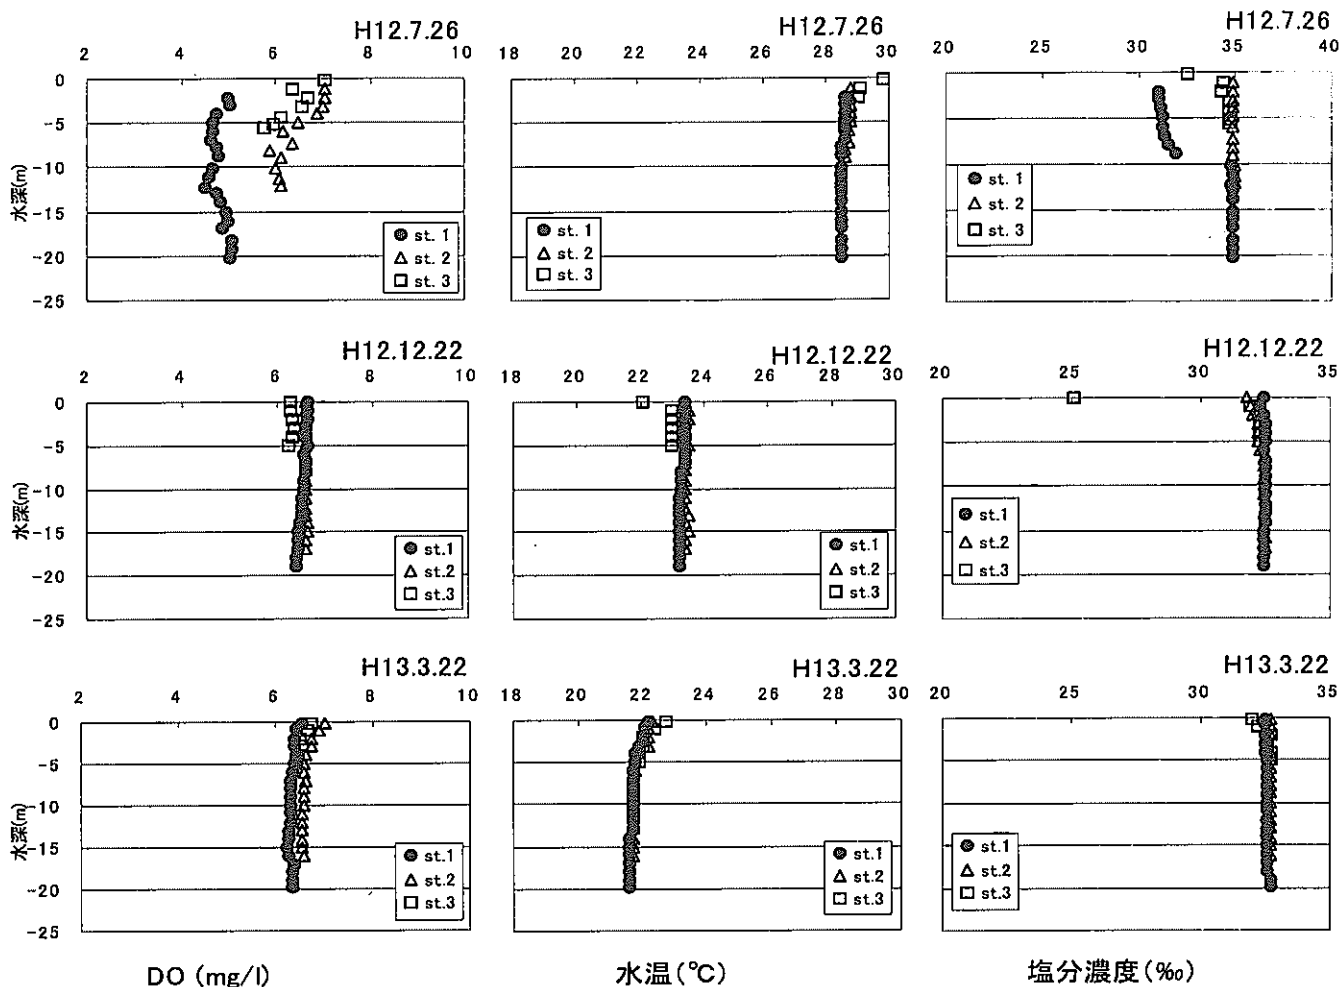 H12.7.26
2 4 6 8 10
0
-5
-10
-15
-20
-25
水深(m)
st. 1
st. 2
st. 3
H12.7.26
18 20 22 24 26 28 30
st. 1
st. 2
st. 3
H12.7.26
20 25 30 35 40
st. 1
st. 2
st. 3
H12.12.22
2 4 6 8 10
0
-5
-10
-15
-20
-25
水深(m)
st.1
st.2
st.3
H12.12.22
18 20 22 24 26 28 30
st.1
st.2
st.3
H12.12.22
20 25 30 35
st.1
st.2
st.3
H13.3.22
2 4 6 8 10
0
-5
-10
-15
-20
-25
水深(m)
st.1
st.2
st.3
H13.3.22
18 20 22 24 26 28 30
st.1
st.2
st.3
H13.3.22
20 25 30 35
st.1
st.2
st.3
DO (mg/l)
水温(℃)
塩分濃度(‰)